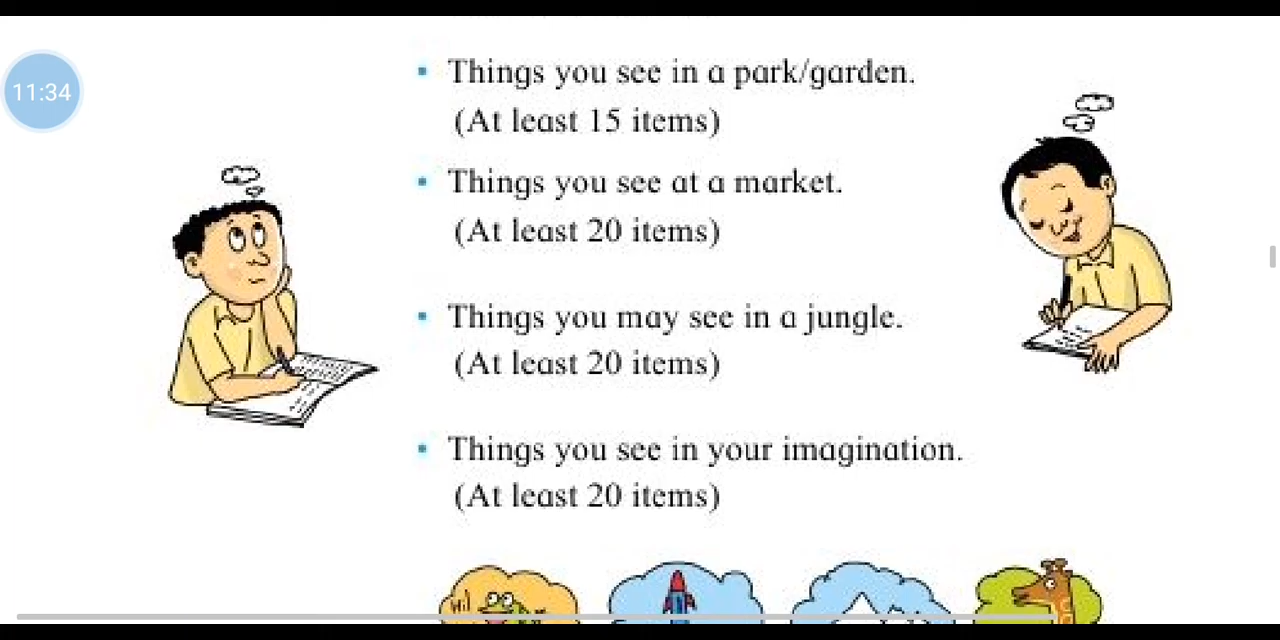 11:34
• Things you see in a park/garden.
(At least 15 items)
• Things you see at a market.
(At least 20 items)
• Things you may see in a jungle.
(At least 20 items)
• Things you see in your imagination.
(At least 20 items)
Hi!